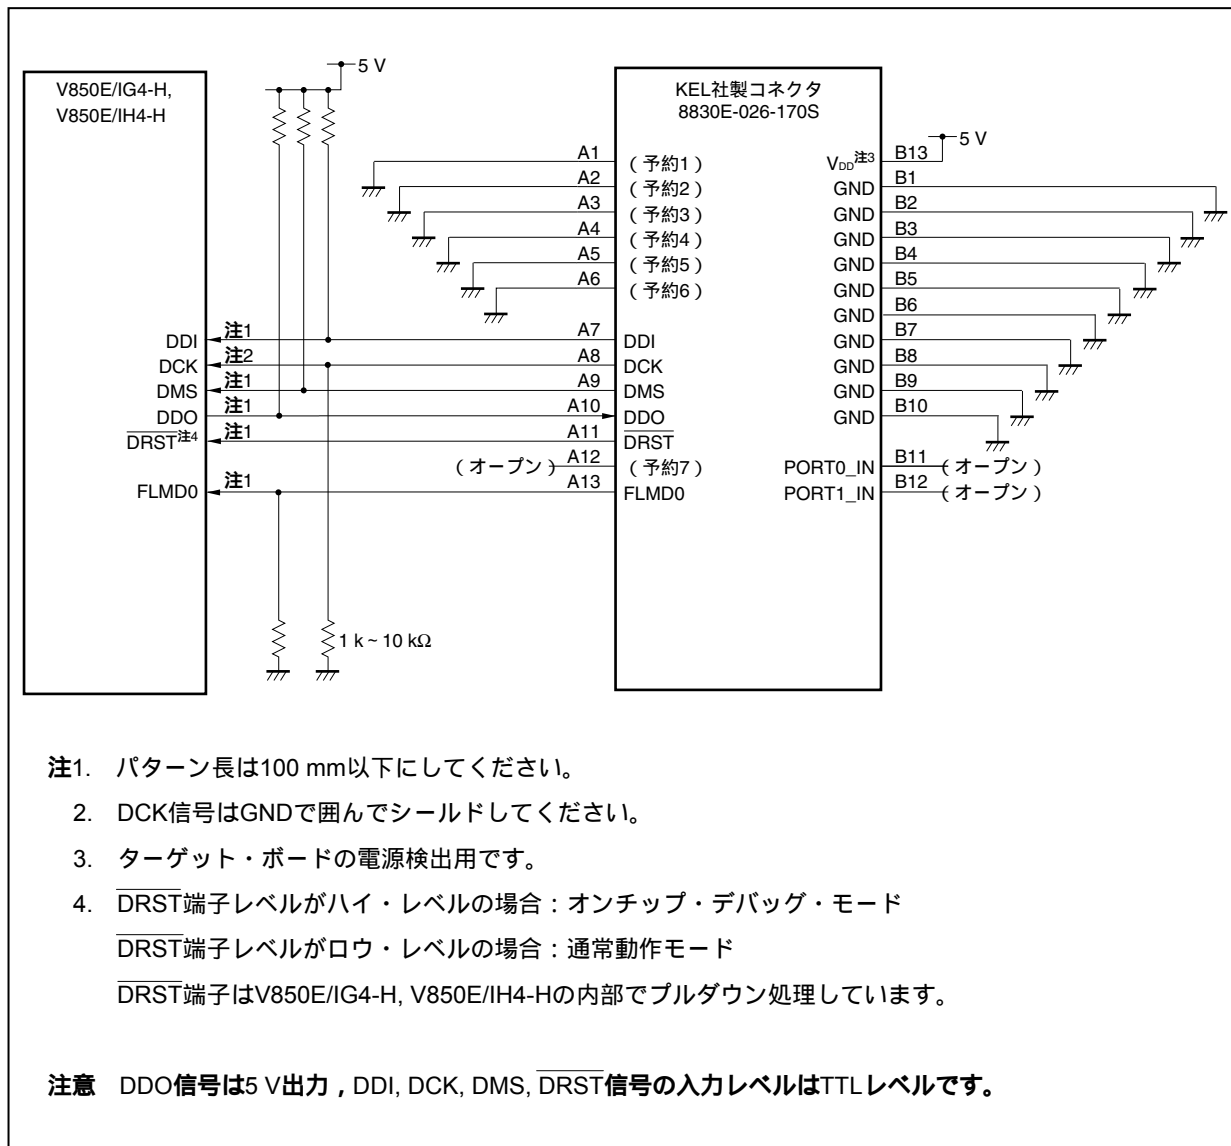 5 V
V850E/IG4-H,
V850E/IH4-H
KEL社製コネクタ
8830E-026-170S
5 V
A1 （予約1）
A2 （予約2）
A3 （予約3）
A4 （予約4）
A5 （予約5）
A6 （予約6）
VDD注3 B13
GND B1
GND B2
GND B3
GND B4
GND B5
GND B6
GND B7
GND B8
GND B9
GND B10
DDI 注1 A7 DDI
DCK 注2 A8 DCK
DMS 注1 A9 DMS
DDO 注1 A10 DDO
DRST注4 注1 A11 DRST
（オープン） A12 （予約7）
FLMD0 注1 A13 FLMD0
PORT0_IN B11 （オープン）
PORT1_IN B12 （オープン）
1 k ~ 10 kΩ
注1. パターン長は100 mm以下にしてください。
2. DCK信号はGNDで囲んでシールドしてください。
3. ターゲット・ボードの電源検出用です。
4. DRST端子レベルがハイ・レベルの場合：オンチップ・デバッグ・モード
DRST端子レベルがロウ・レベルの場合：通常動作モード
DRST端子はV850E/IG4-H, V850E/IH4-Hの内部でプルダウン処理しています。
注意 DDO信号は5 V出力，DDI, DCK, DMS, DRST信号の入力レベルはTTLレベルです。